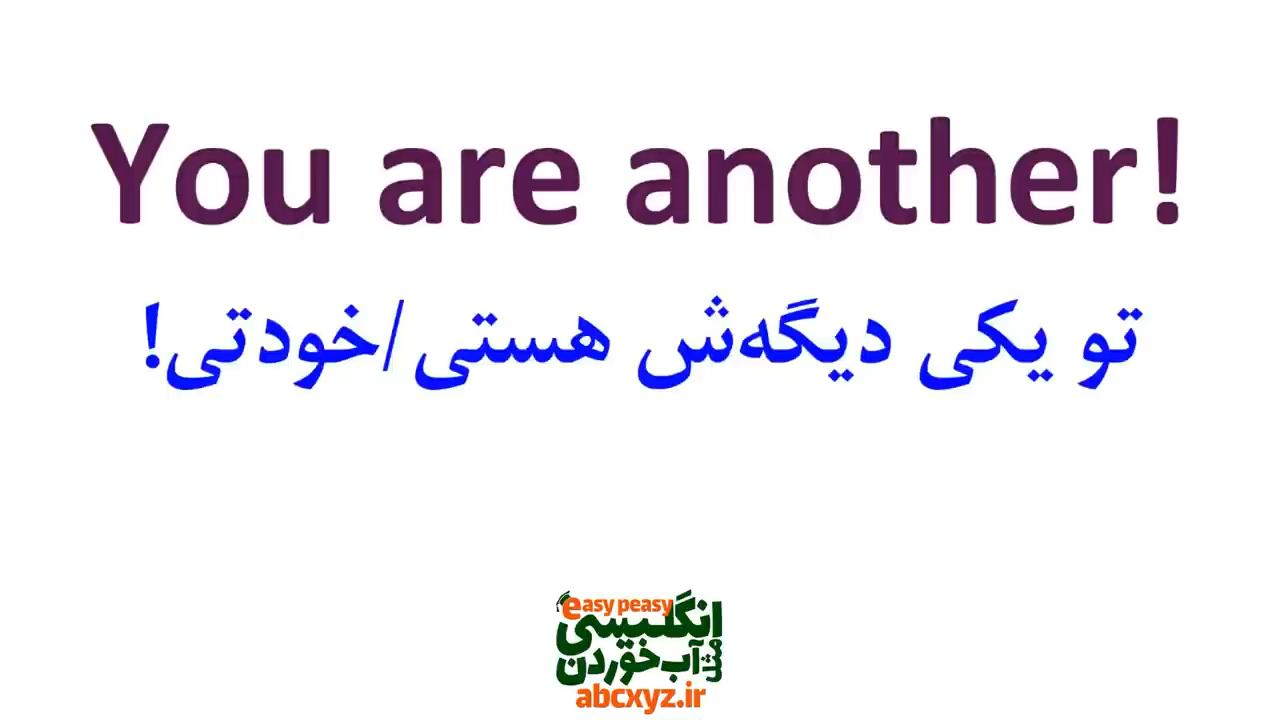 You are another!
تو یکی دیگه‌ش هستی/خودتی!
easy peasy
انگلیسی
مثل آب خوردن
abcxyz.ir